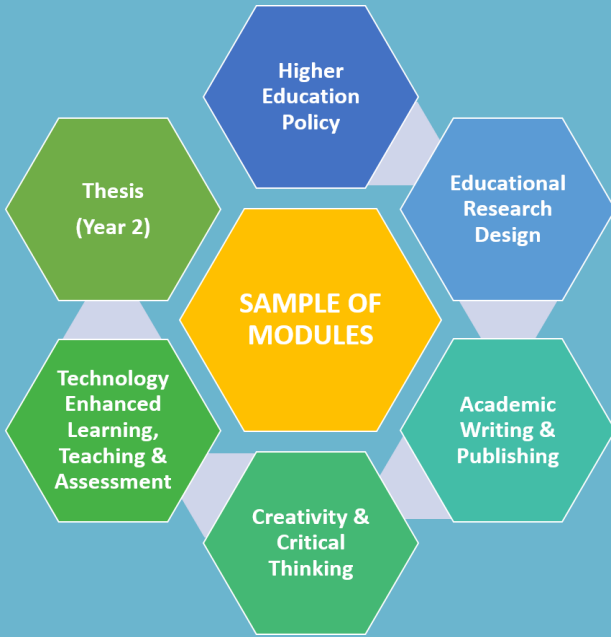 Higher
Education
Policy
Thesis
(Year 2)
Educational
Research
Design
SAMPLE OF
MODULES
Technology
Enhanced
Learning,
Teaching &
Assessment
Academic
Writing &
Publishing
Creativity &
Critical
Thinking